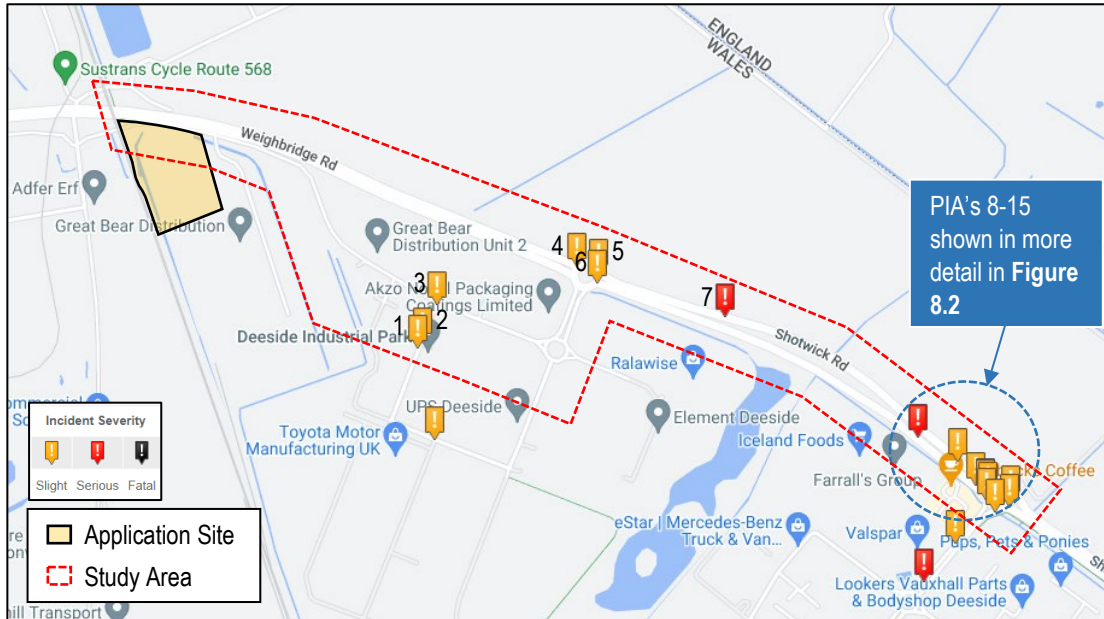 Sustrans Cycle Route 568
ENGLAND
WALES
Weighbridge Rd
Adfer Erf
Great Bear Distribution
Great Bear
Distribution Unit 2
4
5
6
3
7
Akzo Nobel Packaging
Coatings Limited
1
2
Deeside Industrial Park
Shotwick Rd
Ralawise
UPS Deeside
Element Deeside
Toyota Motor
Manufacturing UK
Iceland Foods
Farrall's Group
Coffee
eStar | Mercedes-Benz
Truck & Van...
Valspar
Pups, Pets & Ponies
Lookers Vauxhall Parts
& Bodyshop Deeside
PIA's 8-15
shown in more
detail in Figure
8.2
Incident Severity
Slight Serious Fatal
Application Site
Study Area
Transport